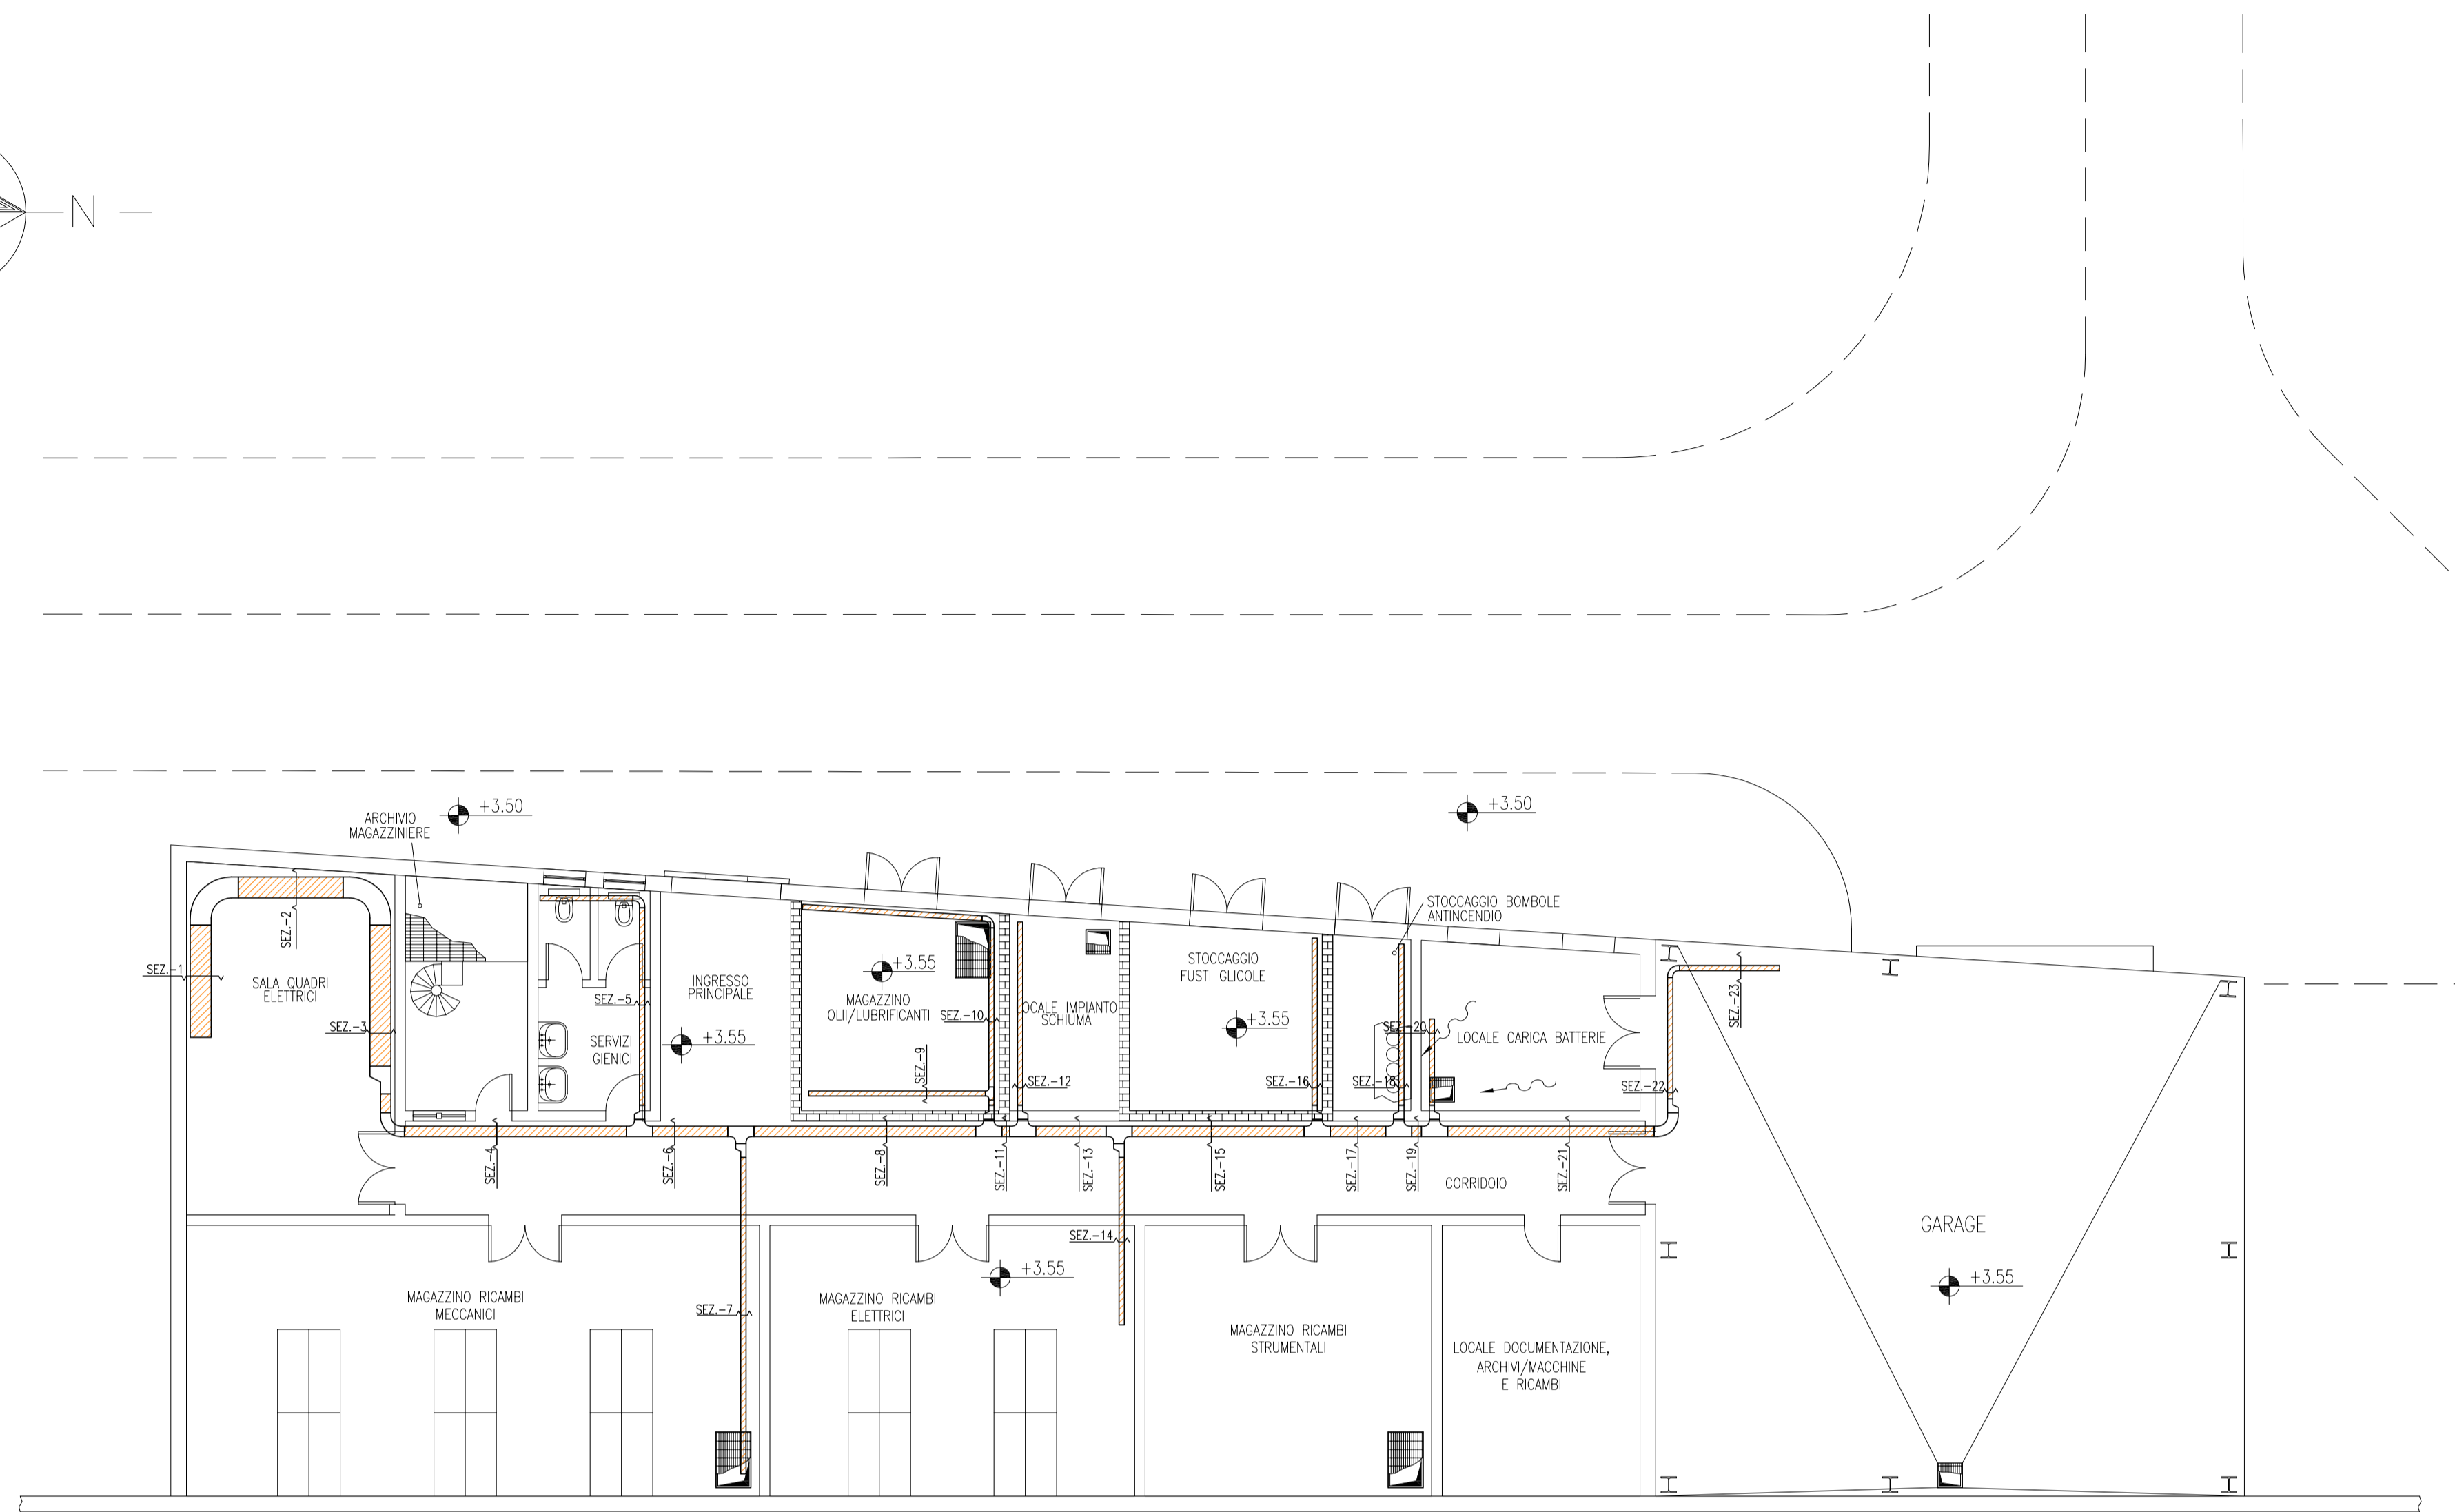 N
+3.50
+3.50
ARCHIVIO
MAGAZZINIERE
STOCCAGGIO BOMBOLE
ANTINCENDIO
SEZ.-2
SEZ.-1
SALA QUADRI
ELETTRICI
SEZ.-3
SEZ.-5
SERVIZI
IGIENICI
INGRESSO
PRINCIPALE
+3.55
+3.55
MAGAZZINO
OLII/LUBRIFICANTI
SEZ.-10
SEZ.-9
LOCALE IMPIANTO
SCHIUMA
SEZ.-12
STOCCAGGIO
FUSTI GLICOLE
+3.55
SEZ.-16
SEZ.-18
SEZ.-20
LOCALE CARICA BATTERIE
SEZ.-22
SEZ.-23
SEZ.-4
SEZ.-6
SEZ.-8
SEZ.-11
SEZ.-13
SEZ.-15
SEZ.-17
SEZ.-19
SEZ.-21
CORRIDOIO
SEZ.-14
GARAGE
+3.55
+3.55
MAGAZZINO RICAMBI
MECCANICI
SEZ.-7
MAGAZZINO RICAMBI
ELETTRICI
MAGAZZINO RICAMBI
STRUMENTALI
LOCALE DOCUMENTAZIONE,
ARCHIVI/MACCHINE
E RICAMBI